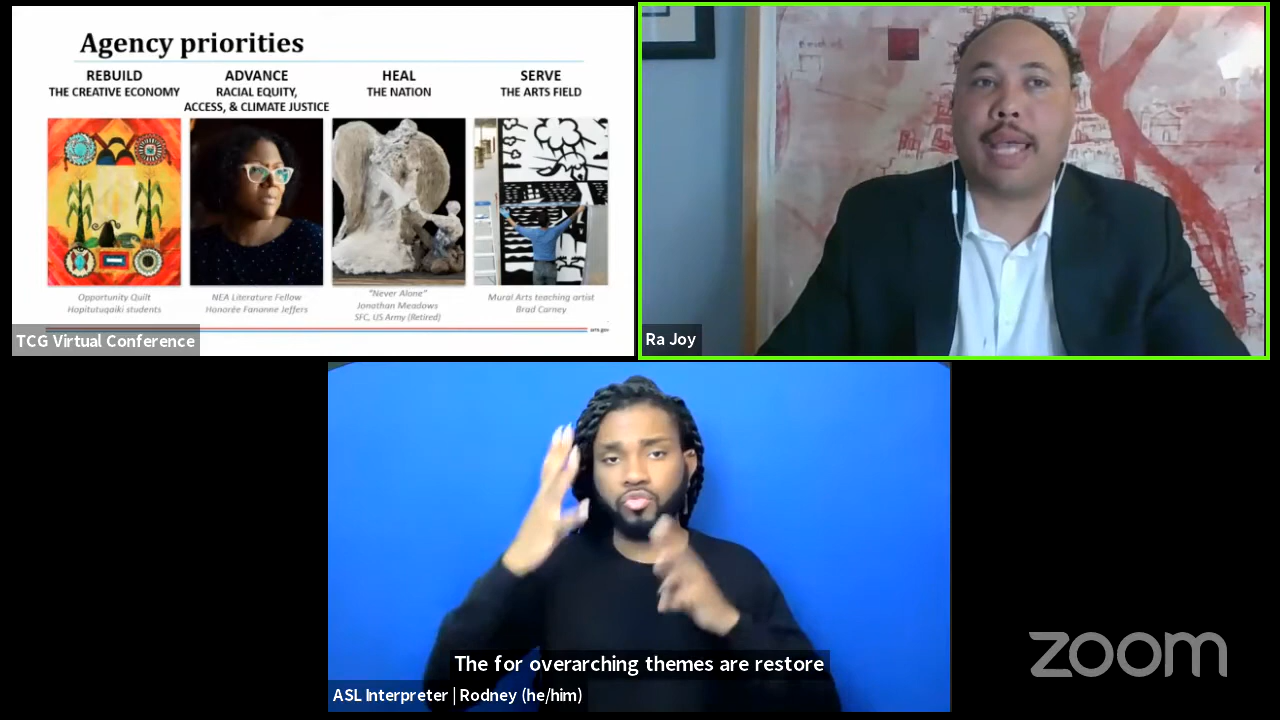 Agency priorities
REBUILD
THE CREATIVE ECONOMY
ADVANCE
RACIAL EQUITY,
ACCESS, & CLIMATE JUSTICE
HEAL
THE NATION
SERVE
THE ARTS FIELD
Opportunity Quilt
Hopitutuqaiki students
NEA Literature Fellow
Honorée Fanonne Jeffers
"Never Alone"
Jonathan Meadows
SFC, US Army (Retired)
Mural Arts teaching artist
Brad Carney
arts.gov
TCG Virtual Conference
Ra Joy
The for overarching themes are restore
ASL Interpreter | Rodney (he/him)
zoom